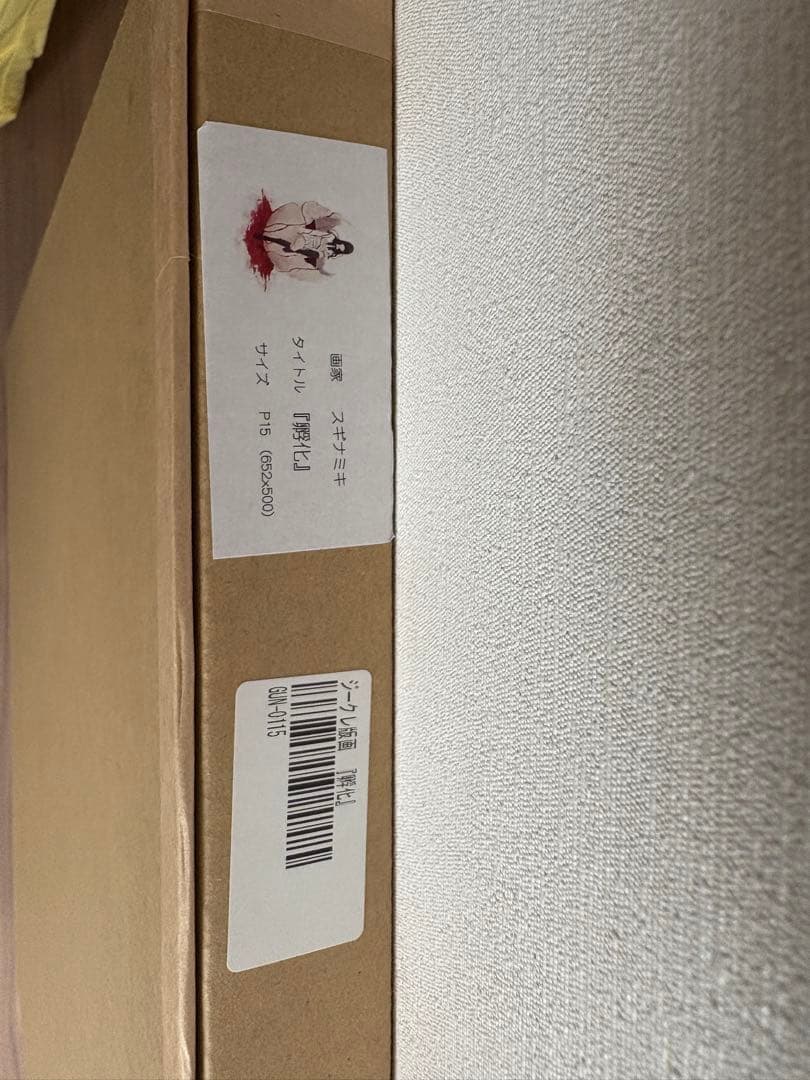 画家 スギナミキ
タイトル 『孵化』
サイズ P15 (652x500)
ジークレ版画 『孵化』
GUN-0115